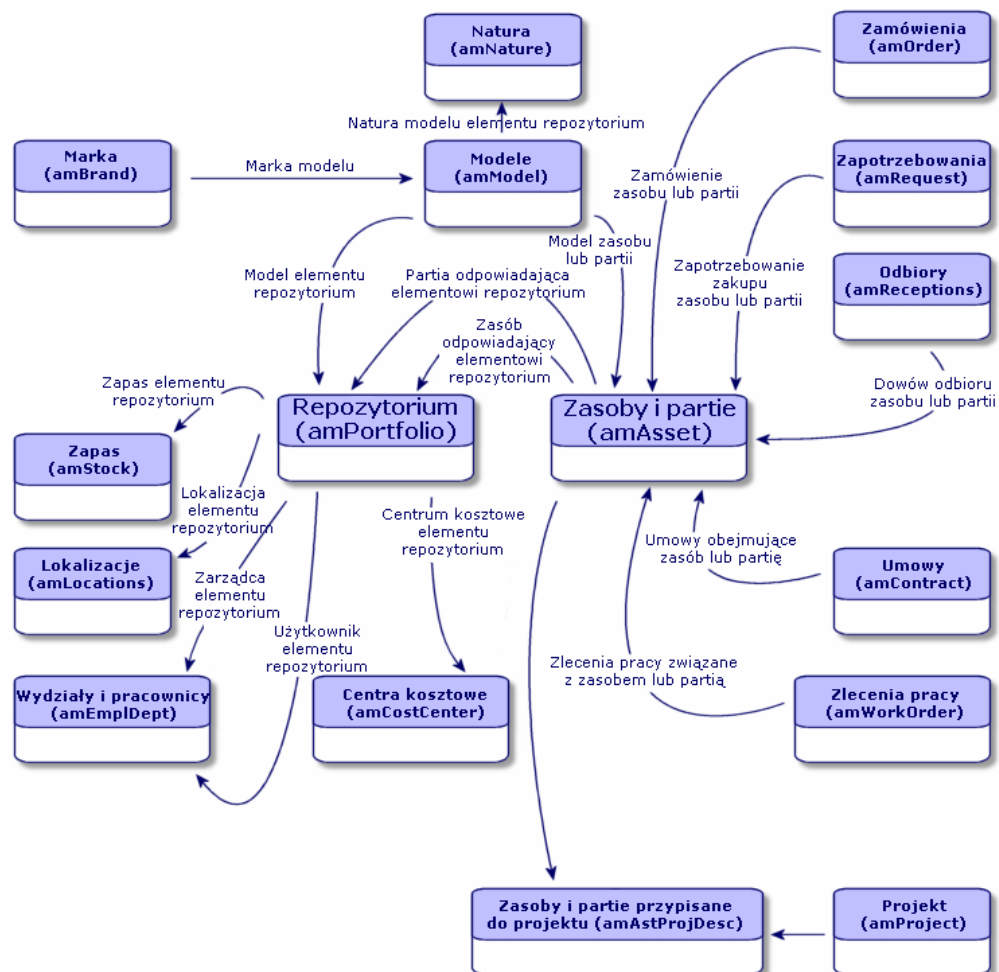 Natura
(amNature)
Zamówienia
(amOrder)
Natura modelu elementu repozytorium
Marka
(amBrand)
Marka modelu
Modele
(amModel)
Zamówienie
zasobu lub partii
Zapotrzebowania
(amRequest)
Model elementu
repozytorium
Partia odpowiadająca
elementowi repozytorium
Model zasobu
lub partii
Zapotrzebowanie
zakupu
zasobu lub partii
Odbiory
(amReceptions)
Zasób
odpowiadający
elementowi
repozytorium
Zapas elementu
repozytorium
Dowów odbioru
zasobu lub partii
Repozytorium
(amPortfolio)
Zasoby i partie
(amAsset)
Zapas
(amStock)
Lokalizacja
elementu
repozytorium
Centrum kosztowe
elementu
repozytorium
Umowy obejmujące
zasób lub partię
Lokalizacje
(amLocations)
Zarządca
elementu
repozytorium
Umowy
(amContract)
Użytkownik
elementu
repozytorium
Zlecenia pracy związane
z zasobem lub partią
Wydziały i pracownicy
(amEmplDept)
Centra kosztowe
(amCostCenter)
Zlecenia pracy
(amWorkOrder)
Zasoby i partie przypisane
do projektu (amAstProjDesc)
Projekt
(amProject)